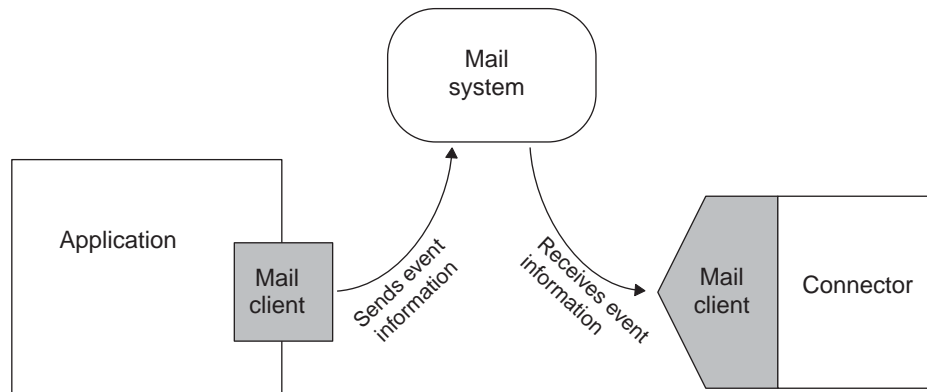 Mail
system
Application
Mail
client
Sends event
information
Receives event
information
Mail
client
Connector